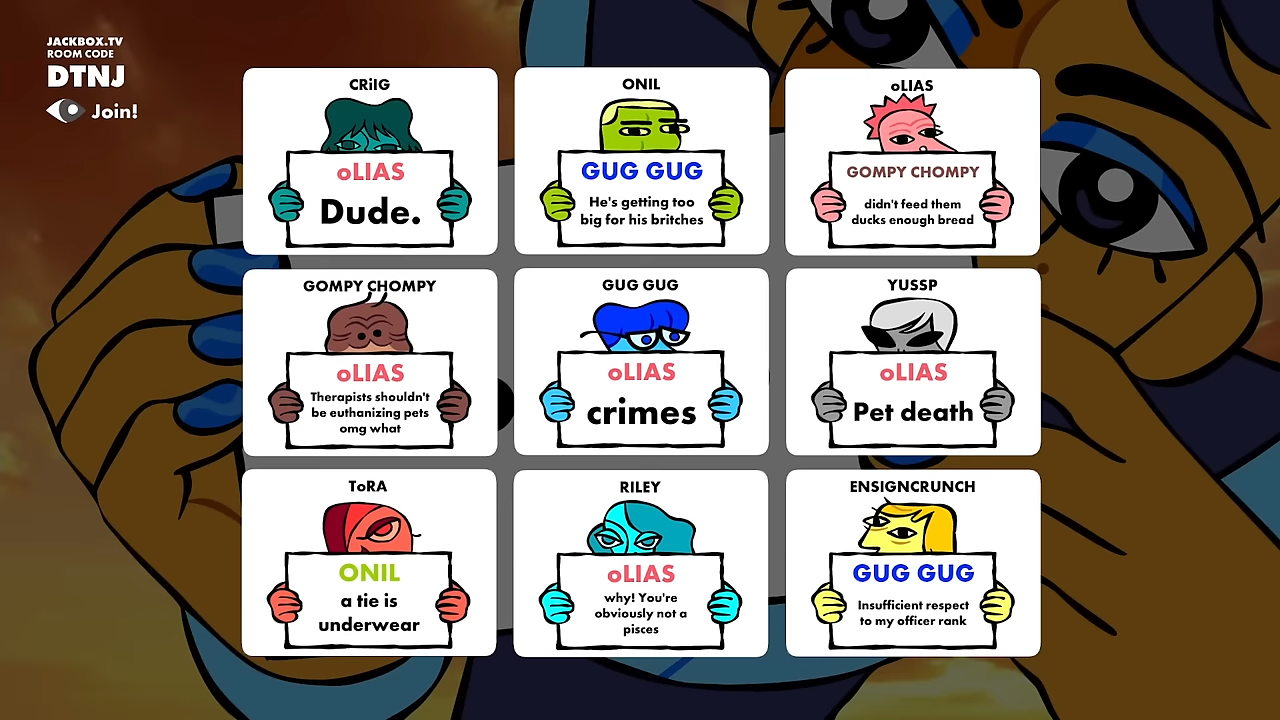 JACKBOX.TV
ROOM CODE
DTNJ
Join!
CRiIG
oLIAS
Dude.
ONIL
GUG GUG
He's getting too
big for his britches
oLIAS
GOMPY CHOMPY
didn't feed them
ducks enough bread
GOMPY CHOMPY
oLIAS
Therapists shouldn't
be euthanizing pets
omg what
GUG GUG
oLIAS
crimes
YUSSP
oLIAS
Pet death
ToRA
ONIL
a tie is
underwear
RILEY
oLIAS
why! You're
obviously not a
pisces
ENSIGNCRUNCH
GUG GUG
Insufficient respect
to my officer rank